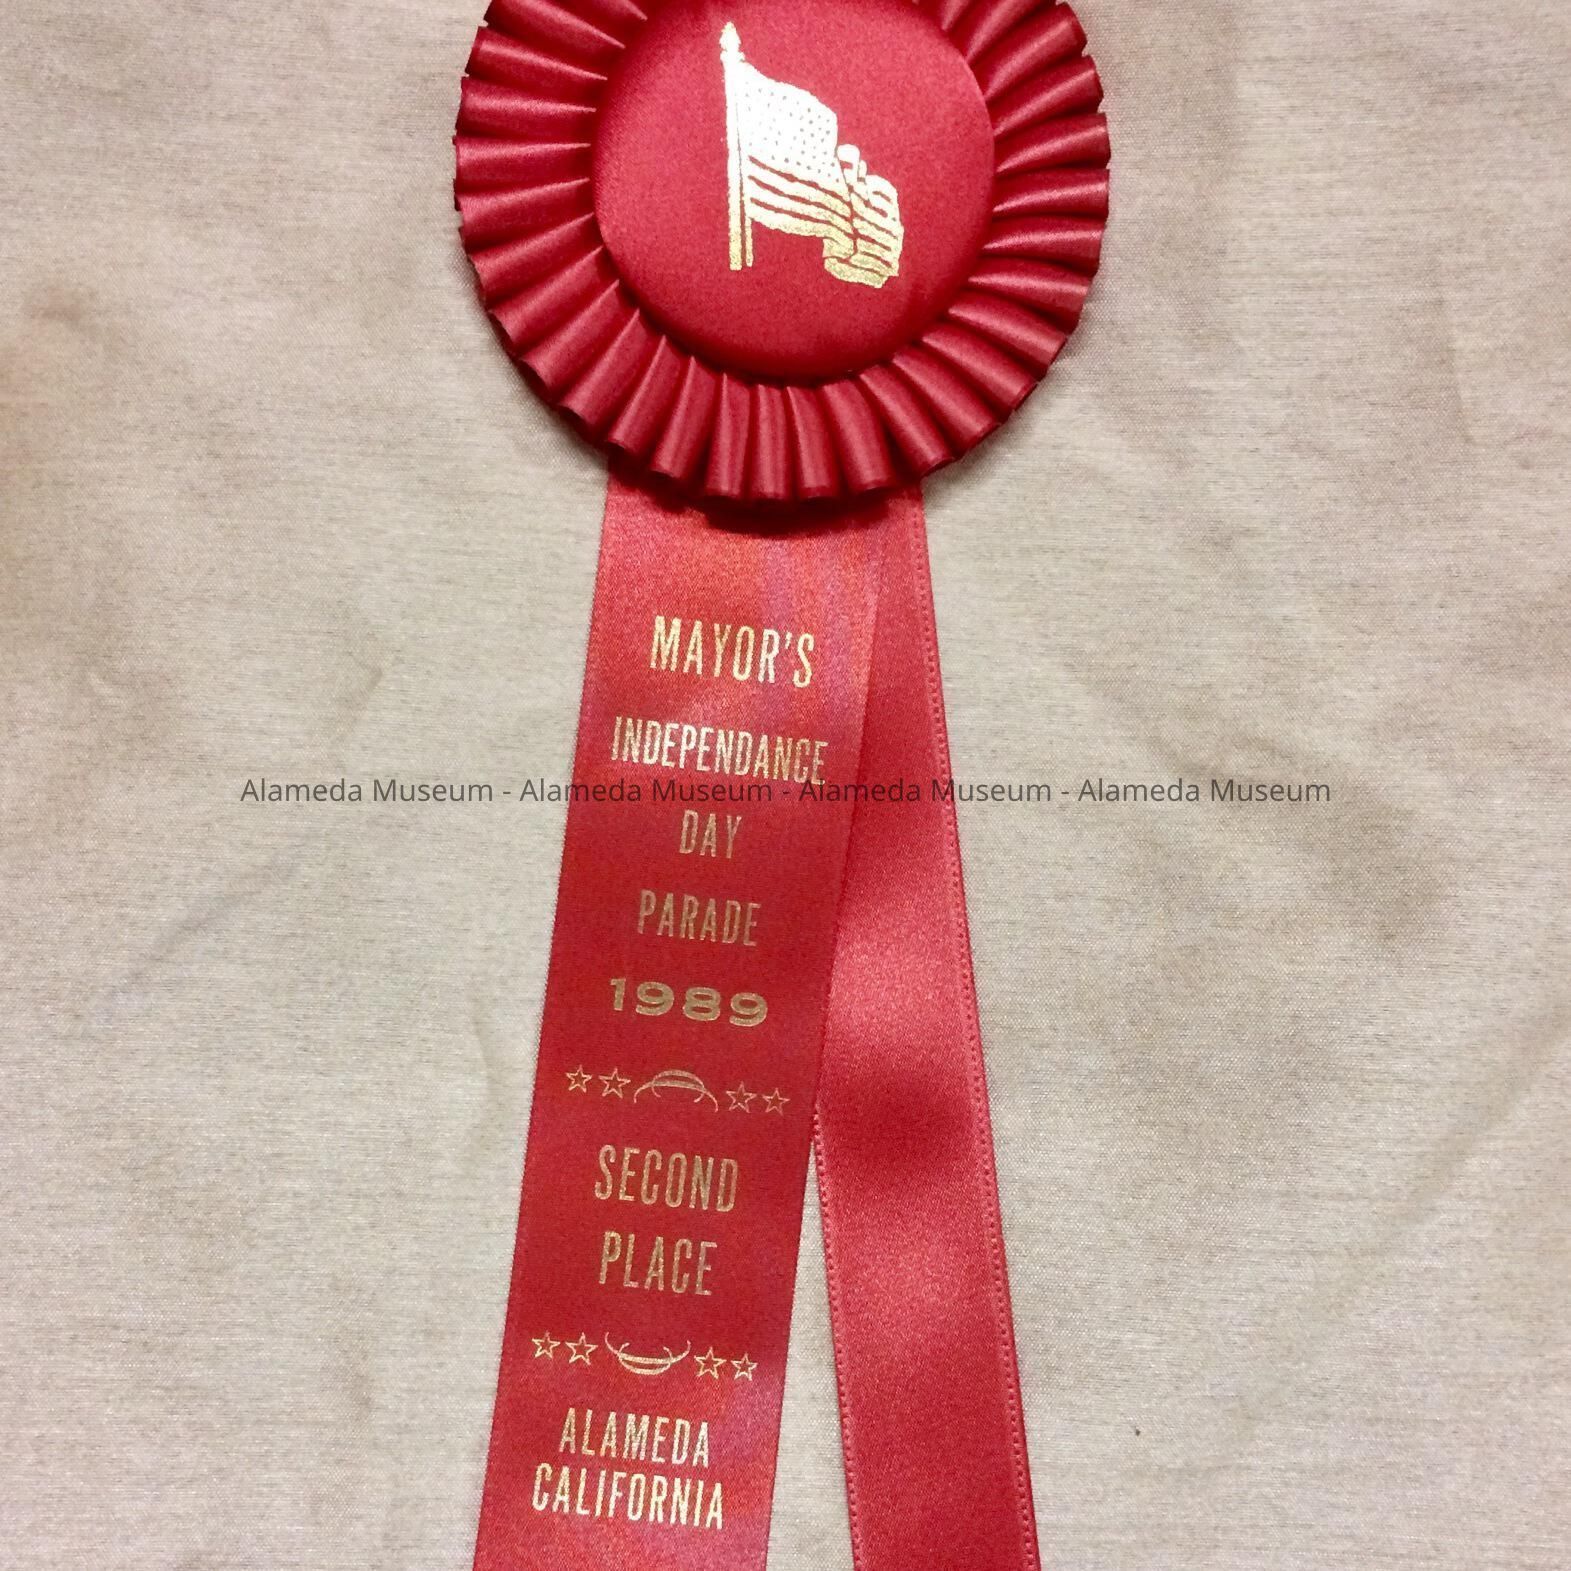 MAYOR'S
INDEPENDANCE
Alameda Museum - Alameda Museum - Alameda Museum - Alameda Museum
DAY
PARADE
1989
SECOND
PLACE
ALAMEDA
CALIFORNIA